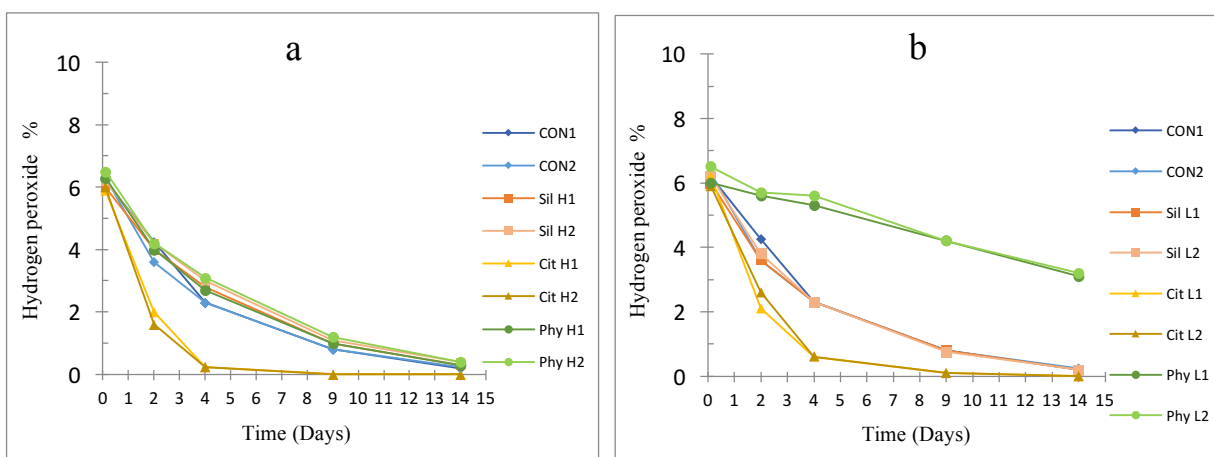 a
10
8
6
4
2
0
0 1 2 3 4 5 6 7 8 9 10 11 12 13 14 15
Hydrogen peroxide %
Time (Days)
CON1
CON2
Sil H1
Sil H2
Cit H1
Cit H2
Phy H1
Phy H2
b
10
8
6
4
2
0
0 1 2 3 4 5 6 7 8 9 10 11 12 13 14 15
Hydrogen peroxide %
Time (Days)
CON1
CON2
Sil L1
Sil L2
Cit L1
Cit L2
Phy L1
Phy L2